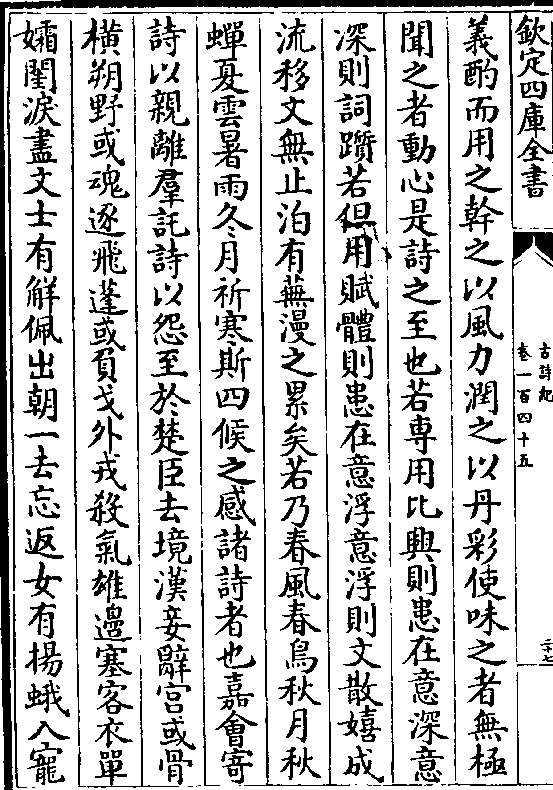 欽定四庫全書
古詩紀
卷一百四十五
二十七
義酌而用之幹之以風力潤之以丹彩使味之者無極
聞之者動心是詩之至也若専用比興則患在意深意
深則詞躓若但用賦體則患在意浮意浮則文散嬉成
流移文無止泊有蕪漫之累矣若乃春風春鳥秋月秋
蟬夏雲暑雨冬月祈寒斯四候之感諸詩者也嘉會寄
詩以親離羣託詩以怨至於楚臣去境漢妾辭宫或骨
横朔野或魂逐飛蓬或負戈外戎殺氣雄邊塞客衣單
孀閨淚盡文士有解佩出朝一去忘返女有揚蛾入寵